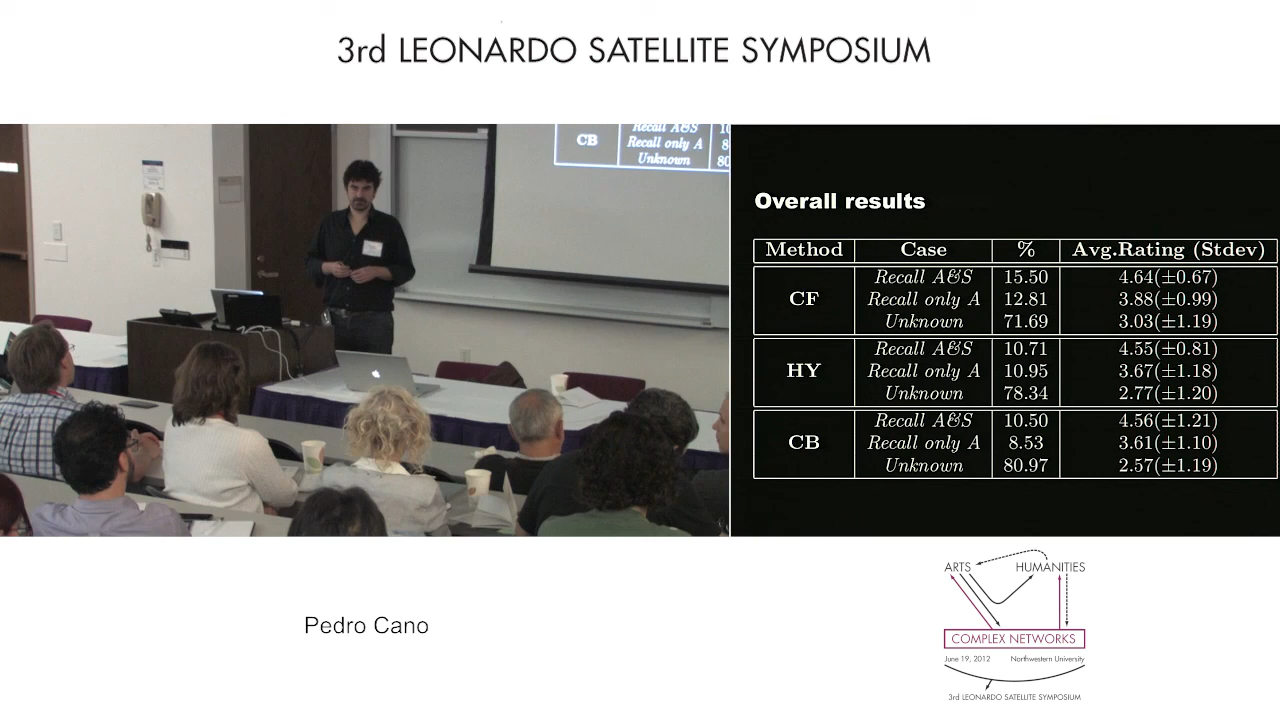 3rd LEONARDO SATELLITE SYMPOSIUM
CB
Recall A&S
Recall only A
Unknown
10
8
80
Overall results
Method Case % Avg.Rating (Stdev)
CF
Recall A&S 15.50 4.64(±0.67)
Recall only A 12.81 3.88(±0.99)
Unknown 71.69 3.03(±1.19)
HY
Recall A&S 10.71 4.55(±0.81)
Recall only A 10.95 3.67(±1.18)
Unknown 78.34 2.77(±1.20)
CB
Recall A&S 10.50 4.56(±1.21)
Recall only A 8.53 3.61(±1.10)
Unknown 80.97 2.57(±1.19)
Pedro Cano
ARTS HUMANITIES
COMPLEX NETWORKS
June 19, 2012 Northwestern University
3rd LEONARDO SATELLITE SYMPOSIUM